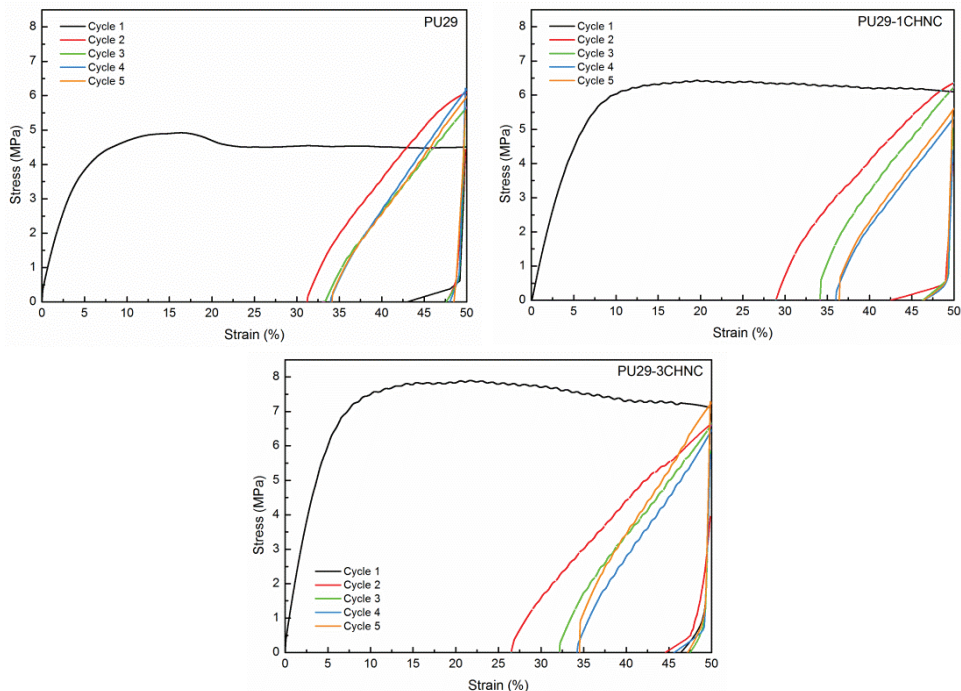 PU29
Cycle 1
Cycle 2
Cycle 3
Cycle 4
Cycle 5
Stress (MPa)
8
7
6
5
4
3
2
1
0
0 5 10 15 20 25 30 35 40 45 50
Strain (%)
PU29-1CHNC
Cycle 1
Cycle 2
Cycle 3
Cycle 4
Cycle 5
Stress (MPa)
8
7
6
5
4
3
2
1
0
0 5 10 15 20 25 30 35 40 45 50
Strain (%)
PU29-3CHNC
Stress (MPa)
8
7
6
5
4
3
2
1
0
Cycle 1
Cycle 2
Cycle 3
Cycle 4
Cycle 5
0 5 10 15 20 25 30 35 40 45 50
Strain (%)